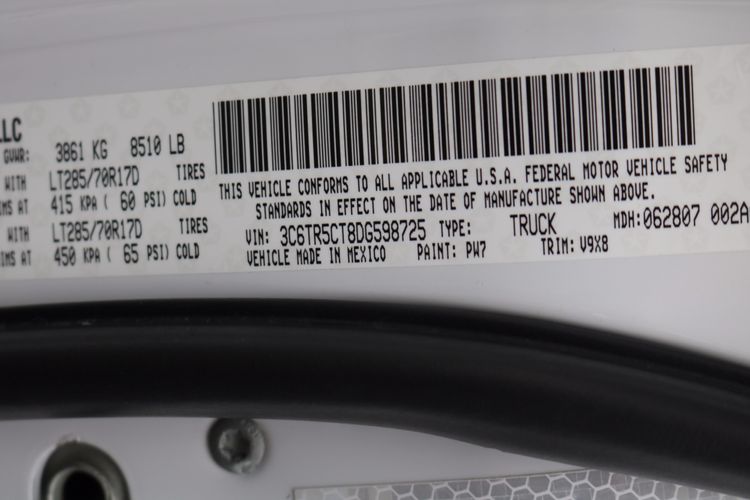 LLC
GVWR: 3861 KG 8510 LB
WITH LT285/70R17D TIRES
IMS AT 415 KPA ( 60 PSI) COLD
WITH LT285/70R17D TIRES
IMS AT 450 KPA ( 65 PSI) COLD
THIS VEHICLE CONFORMS TO ALL APPLICABLE U.S.A. FEDERAL MOTOR VEHICLE SAFETY
STANDARDS IN EFFECT ON THE DATE OF MANUFACTURE SHOWN ABOVE.
VIN: 3C6TR5CT8DG598725 TYPE: TRUCK MDH:062807 002A
VEHICLE MADE IN MEXICO PAINT: PW7 TRIM: V9X8